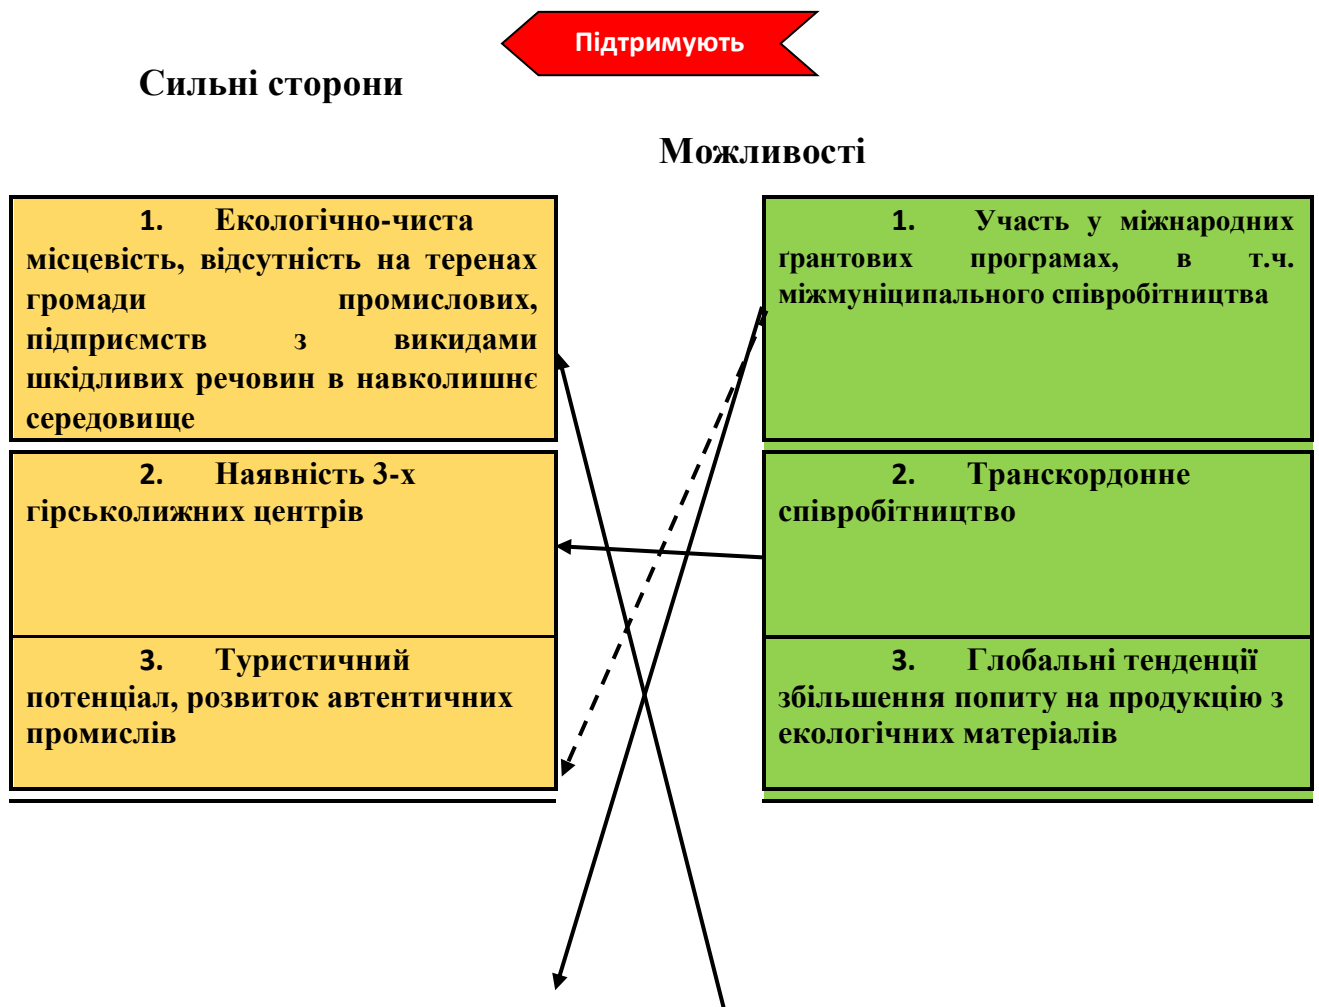 Підтримують
Сильні сторони
Можливості
1. Екологічно-чиста
місцевість, відсутність на теренах
громади промислових,
підприємств з викидами
шкідливих речовин в навколишнє
середовище
2. Наявність 3-х
гірськолижних центрів
3. Туристичний
потенціал, розвиток автентичних
промислів
1. Участь у міжнародних
ґрантових програмах, в т.ч.
міжмуніципального співробітництва
2. Транскордонне
співробітництво
3. Глобальні тенденції
збільшення попиту на продукцію з
екологічних матеріалів